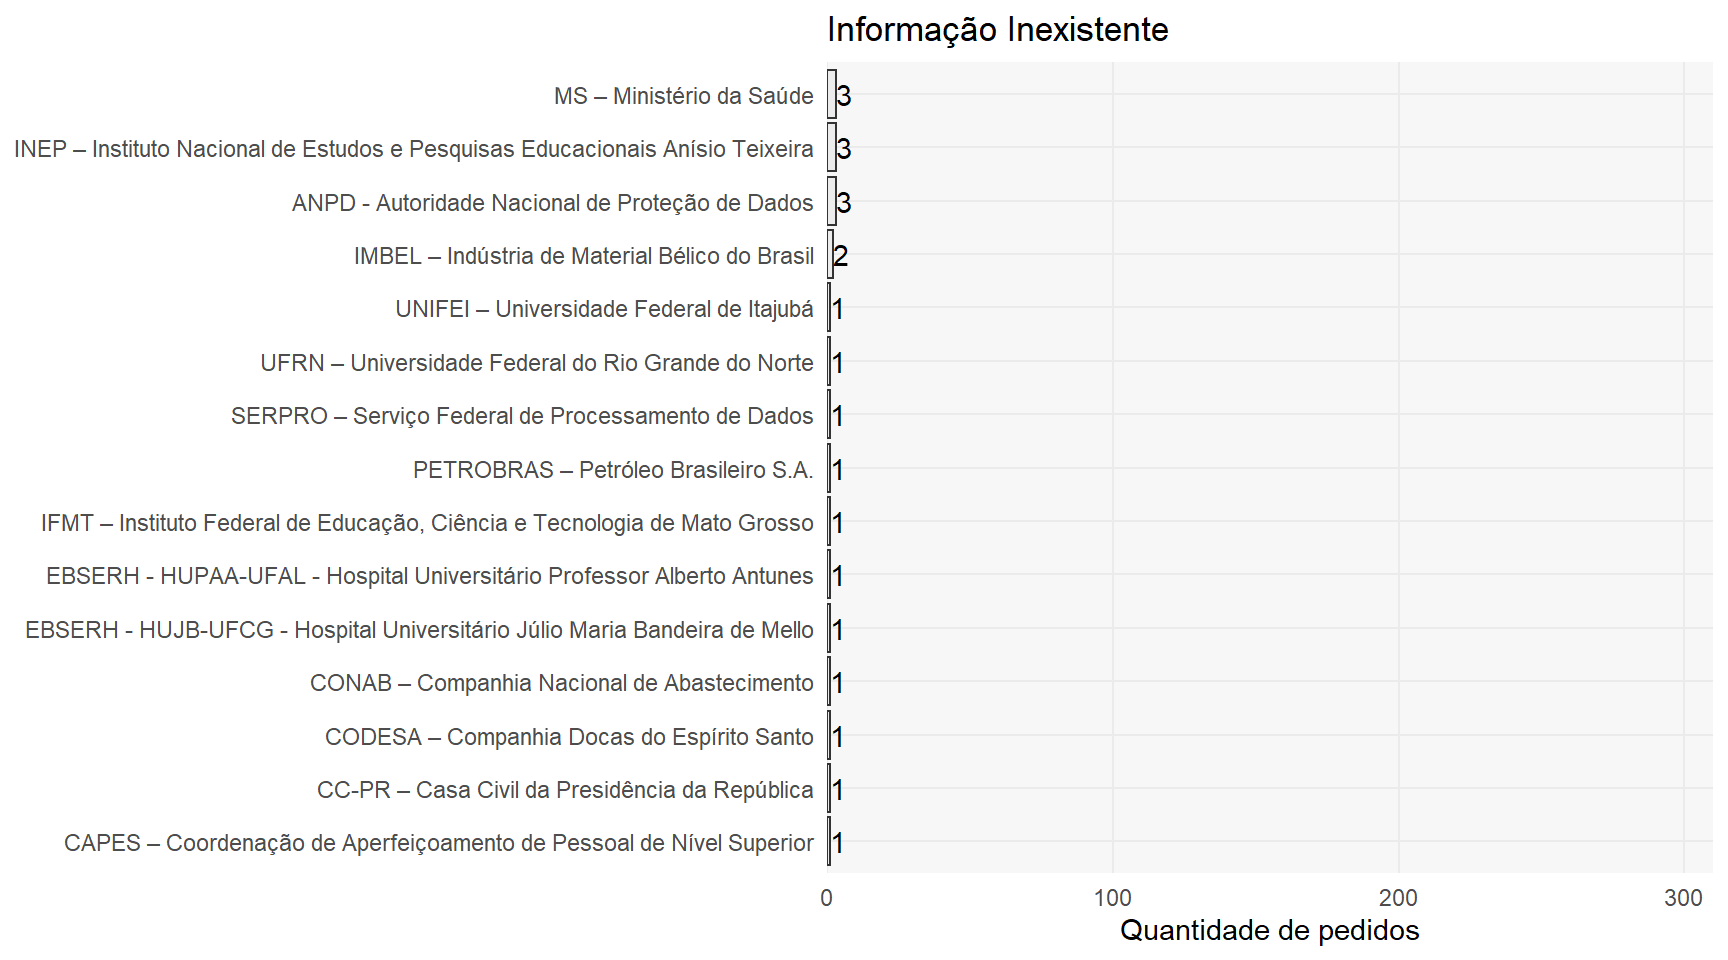 Informação Inexistente
MS – Ministério da Saúde 3
INEP – Instituto Nacional de Estudos e Pesquisas Educacionais Anísio Teixeira 3
ANPD - Autoridade Nacional de Proteção de Dados 3
IMBEL – Indústria de Material Bélico do Brasil 2
UNIFEI – Universidade Federal de Itajubá 1
UFRN – Universidade Federal do Rio Grande do Norte 1
SERPRO – Serviço Federal de Processamento de Dados 1
PETROBRAS – Petróleo Brasileiro S.A. 1
IFMT – Instituto Federal de Educação, Ciência e Tecnologia de Mato Grosso 1
EBSERH - HUPAA-UFAL - Hospital Universitário Professor Alberto Antunes 1
EBSERH - HUJB-UFCG - Hospital Universitário Júlio Maria Bandeira de Mello 1
CONAB – Companhia Nacional de Abastecimento 1
CODESA – Companhia Docas do Espírito Santo 1
CC-PR – Casa Civil da Presidência da República 1
CAPES – Coordenação de Aperfeiçoamento de Pessoal de Nível Superior 1
0 100 200 300
Quantidade de pedidos